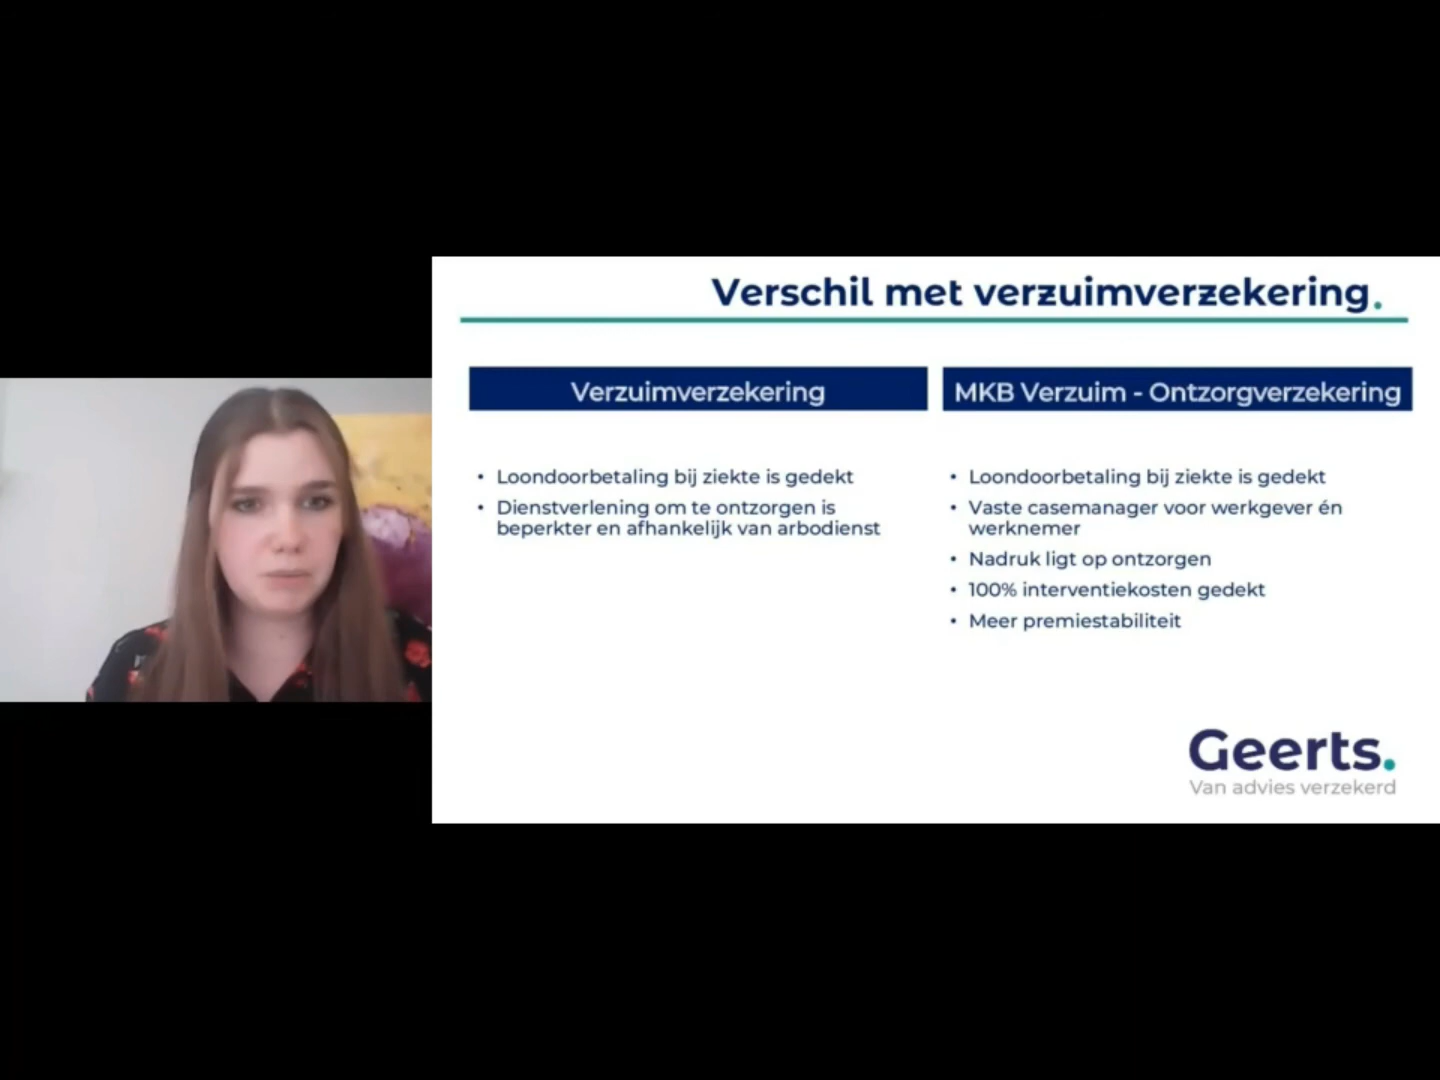 Verschil met verzuimverzekering.
Verzuimverzekering
• Loondoorbetaling bij ziekte is gedekt
• Dienstverlening om te ontzorgen is
beperkter en afhankelijk van arbodienst
MKB Verzuim - Ontzorgverzekering
• Loondoorbetaling bij ziekte is gedekt
• Vaste casemanager voor werkgever én
werknemer
• Nadruk ligt op ontzorgen
• 100% interventiekosten gedekt
• Meer premiestabiliteit
Geerts.
Van advies verzekerd